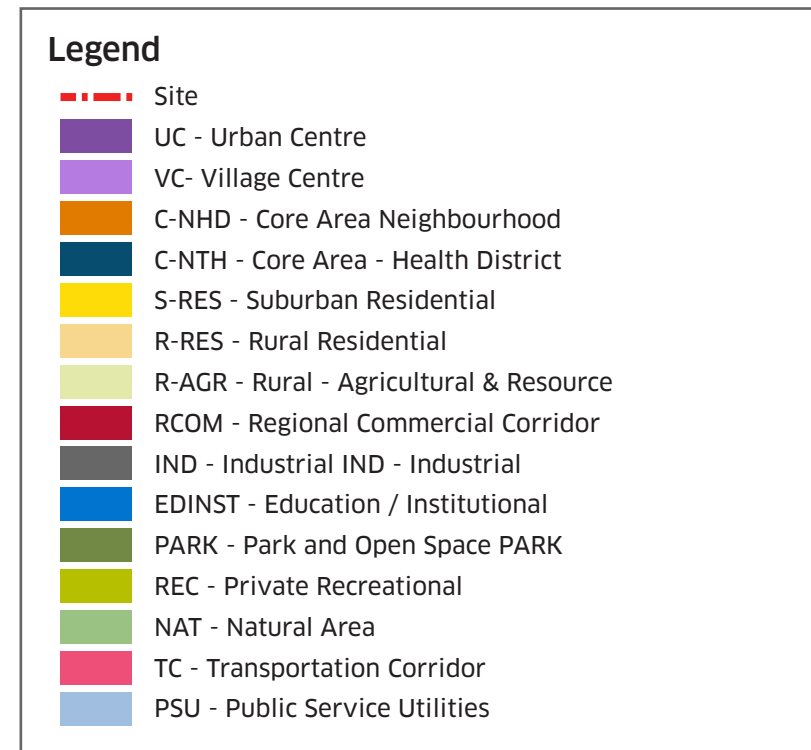 Legend
Site
UC - Urban Centre
VC- Village Centre
C-NHD - Core Area Neighbourhood
C-NTH - Core Area - Health District
S-RES - Suburban Residential
R-RES - Rural Residential
R-AGR - Rural - Agricultural & Resource
RCOM - Regional Commercial Corridor
IND - Industrial IND - Industrial
EDINST - Education / Institutional
PARK - Park and Open Space PARK
REC - Private Recreational
NAT - Natural Area
TC - Transportation Corridor
PSU - Public Service Utilities